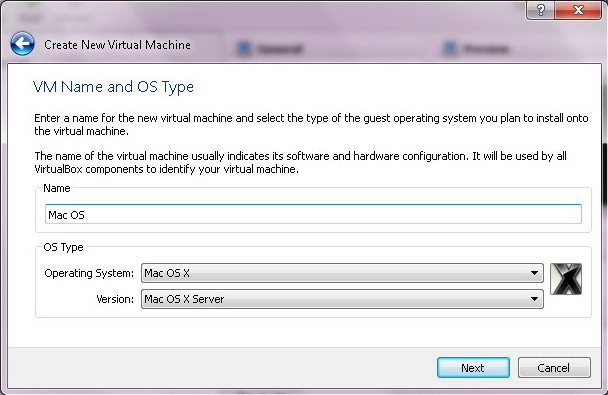 Create New Virtual Machine
General
Preview
VM Name and OS Type
Enter a name for the new virtual machine and select the type of the guest operating system you plan to install onto
the virtual machine.
The name of the virtual machine usually indicates its software and hardware configuration. It will be used by all
VirtualBox components to identify your virtual machine.
Name
Mac OS
OS Type
Operating System: Mac OS X
Version: Mac OS X Server
Next Cancel